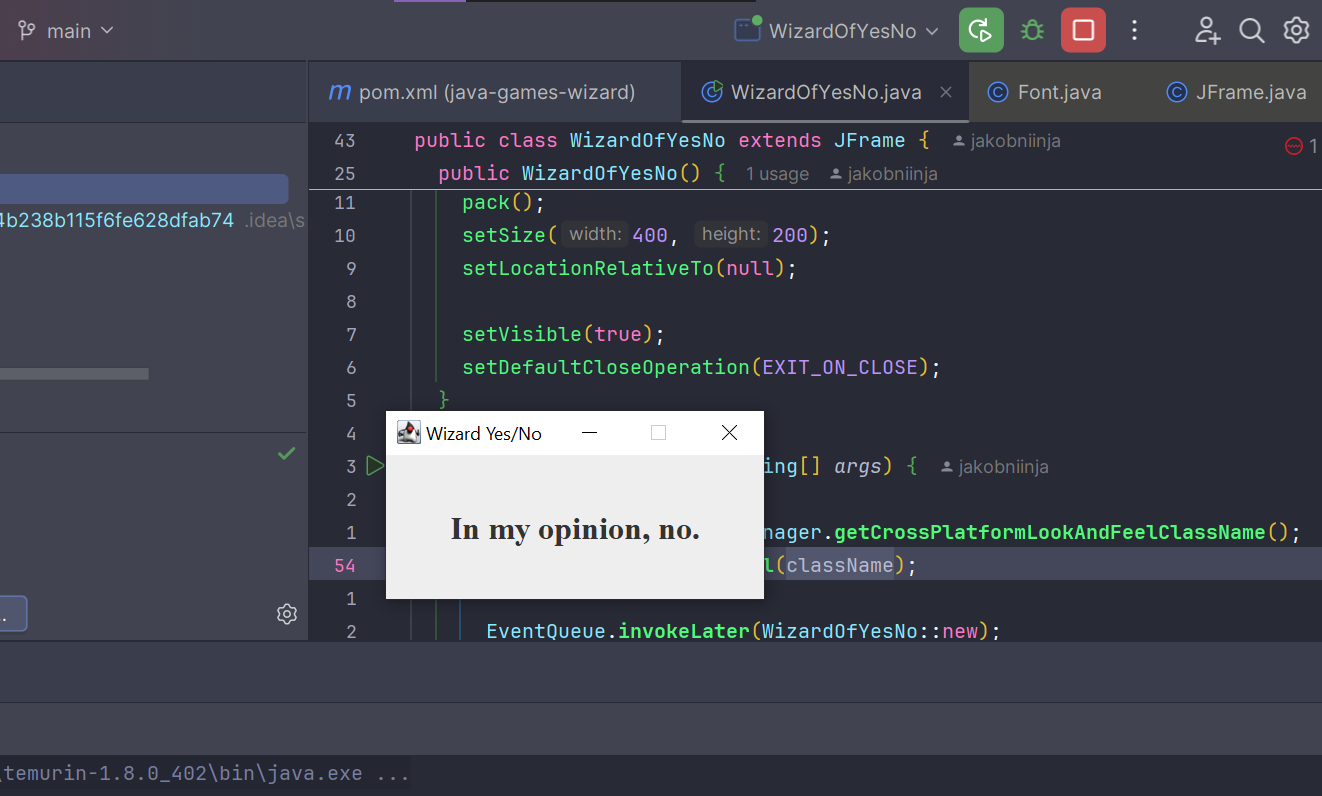 main
WizardOfYesNo
m pom.xml (java-games-wizard)
WizardOfYesNo.java
Font.java
JFrame.java
43 public class WizardOfYesNo extends JFrame { jakobniinja
1
25 public WizardOfYesNo() { 1 usage jakobniinja
4b238b115f6fe628dfab74 .idea\s
11 pack();
10 setSize( width: 400, height: 200);
9 setLocationRelativeTo(null);
8
7 setVisible(true);
6 setDefaultCloseOperation(EXIT_ON_CLOSE);
5 }
4
Wizard Yes/No
3 ing[] args) { jakobniinja
2
In my opinion, no.
1 nager.getCrossPlatformLookAndFeelClassName();
54 l(className);
1
2 EventQueue.invokeLater(WizardOfYesNo::new);
\temurin-1.8.0_402\bin\java.exe ...